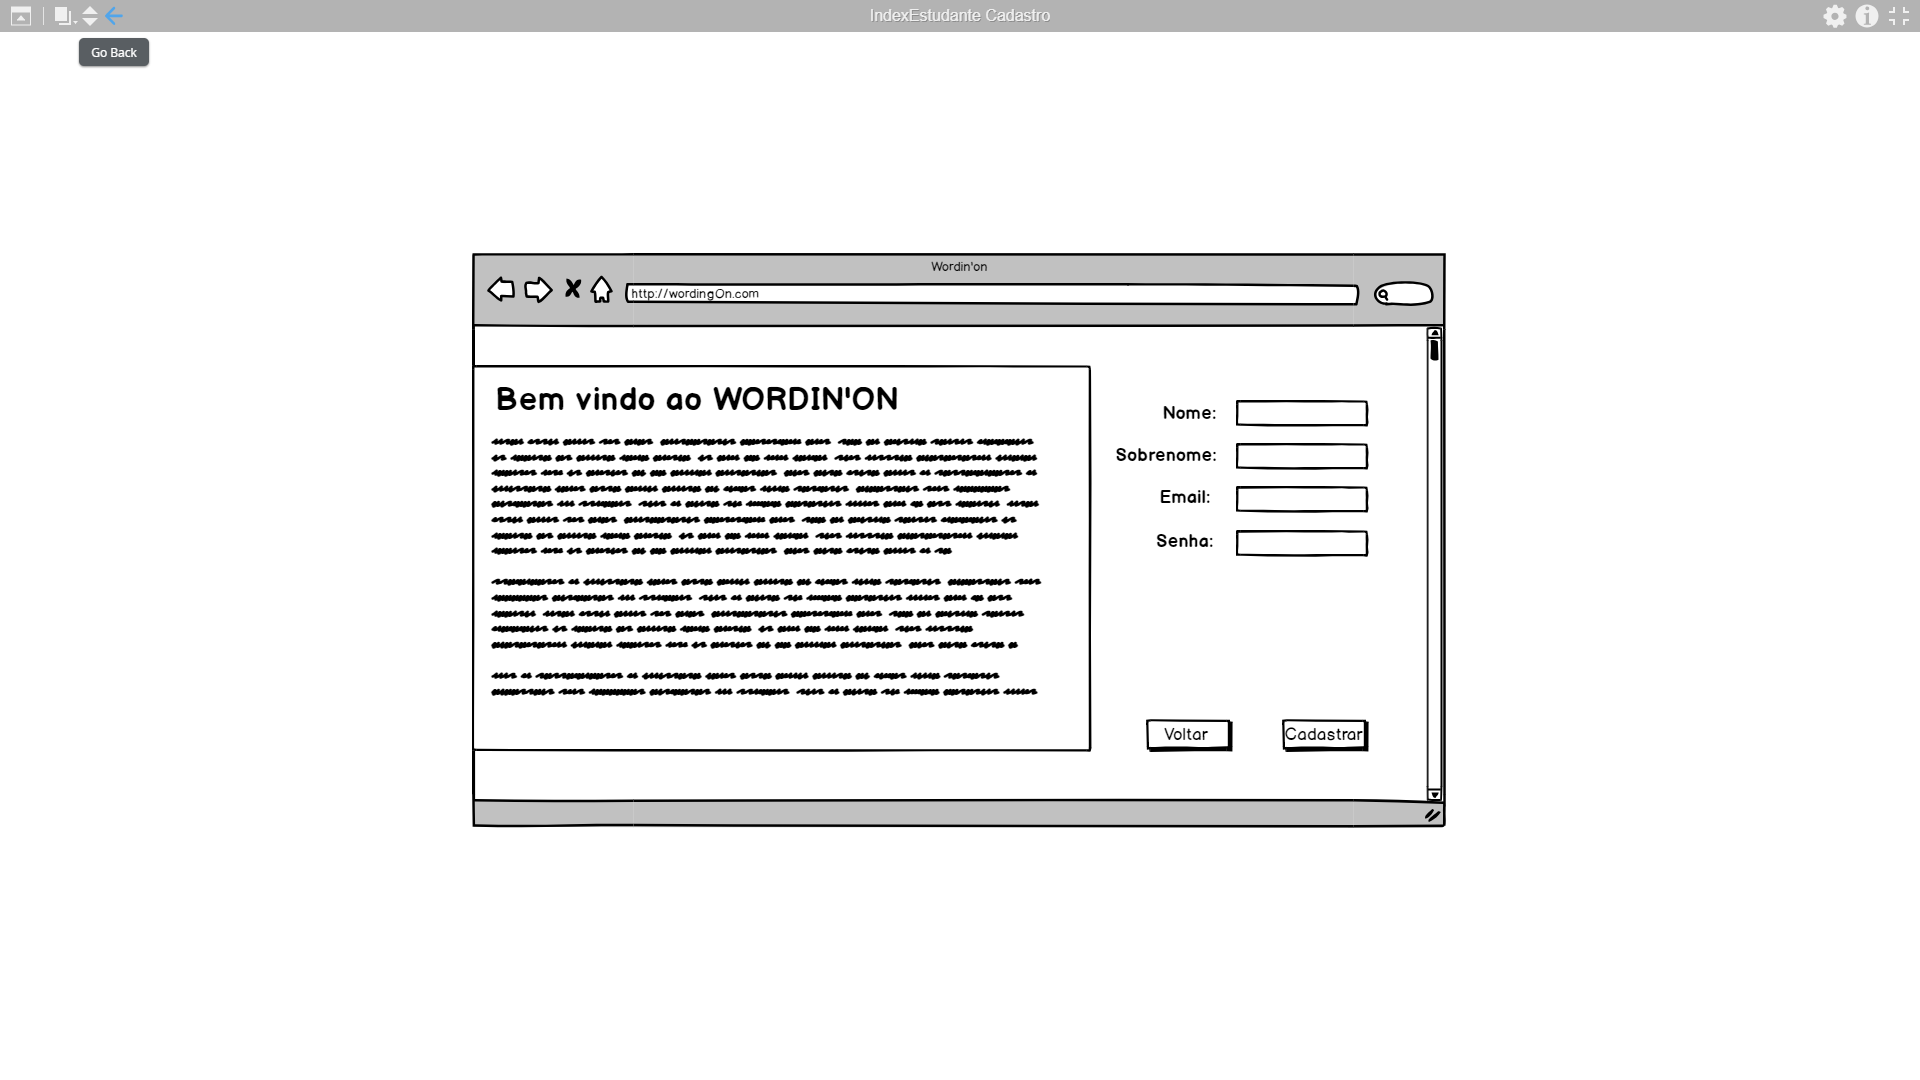 IndexEstudante Cadastro
Go Back
Wordin'on
http://wordingOn.com
Bem vindo ao WORDIN'ON
Nome:
Sobrenome:
Email:
Senha:
Voltar
Cadastrar